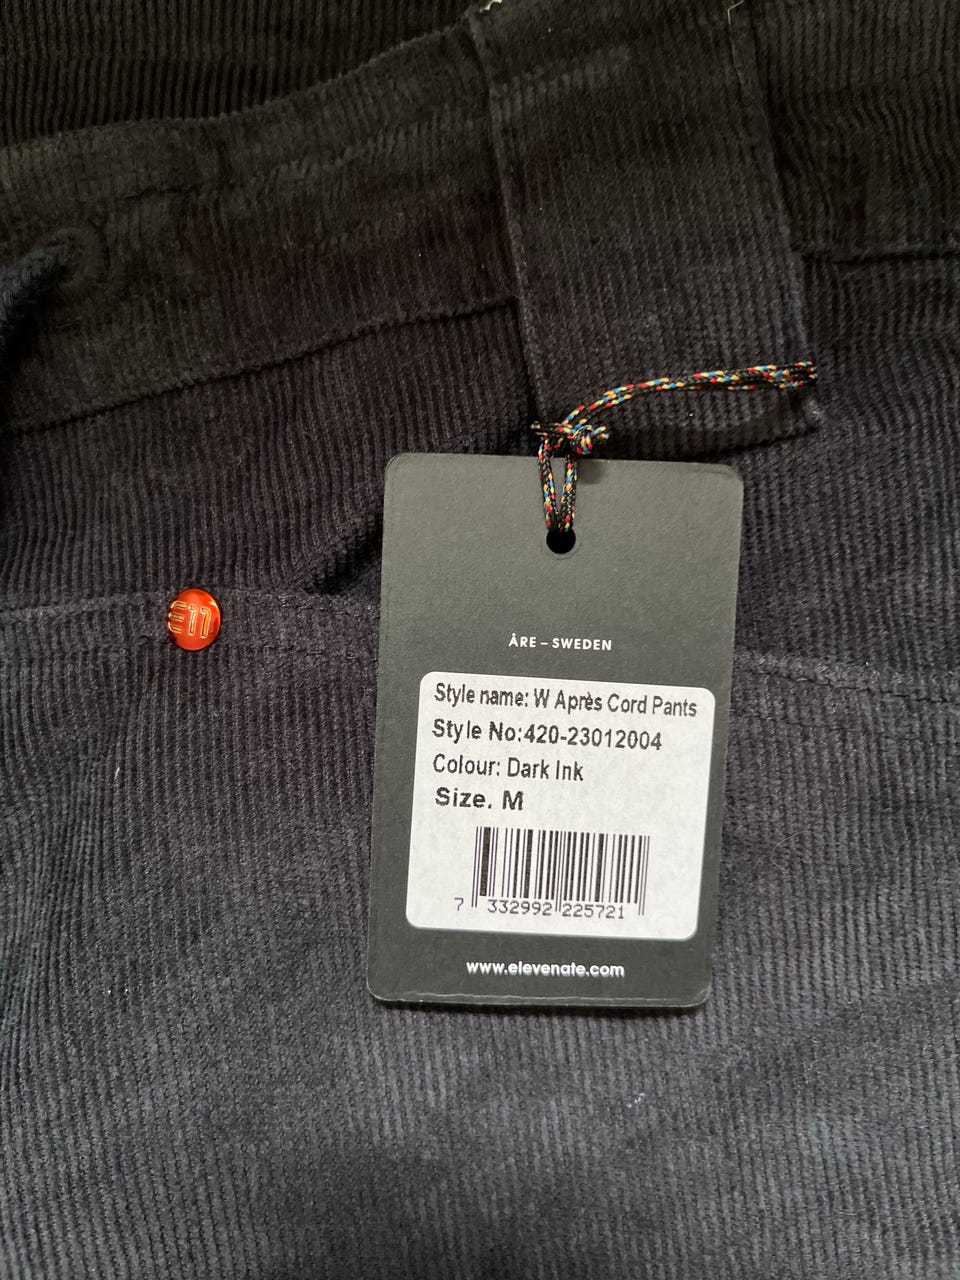 E11
ÅRE – SWEDEN
Style name: W Après Cord Pants
Style No:420-23012004
Colour: Dark Ink
Size. M
7 332992 225721
www.elevenate.com